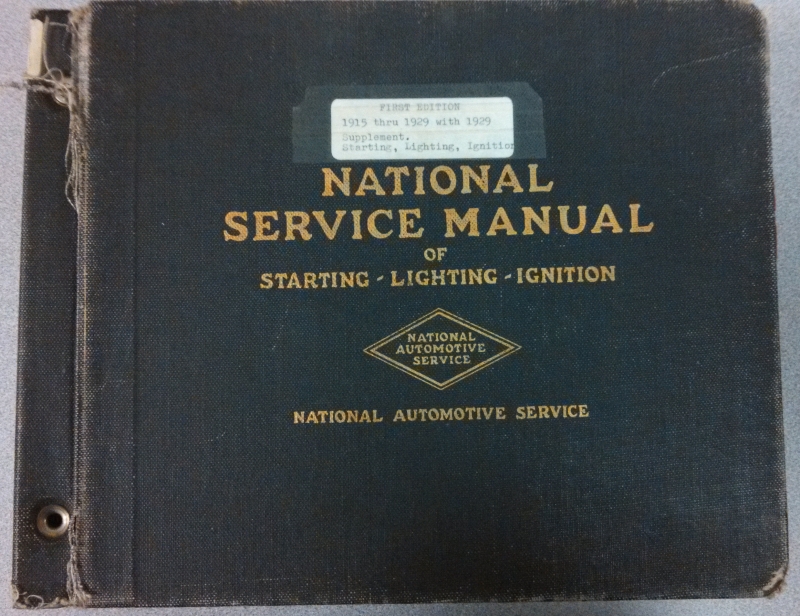 FIRST EDITION
1915 thru 1929 with 1929
Supplement.
Starting, Lighting, Ignition
NATIONAL
SERVICE MANUAL
OF
STARTING - LIGHTING - IGNITION
NATIONAL
AUTOMOTIVE
SERVICE
NATIONAL AUTOMOTIVE SERVICE